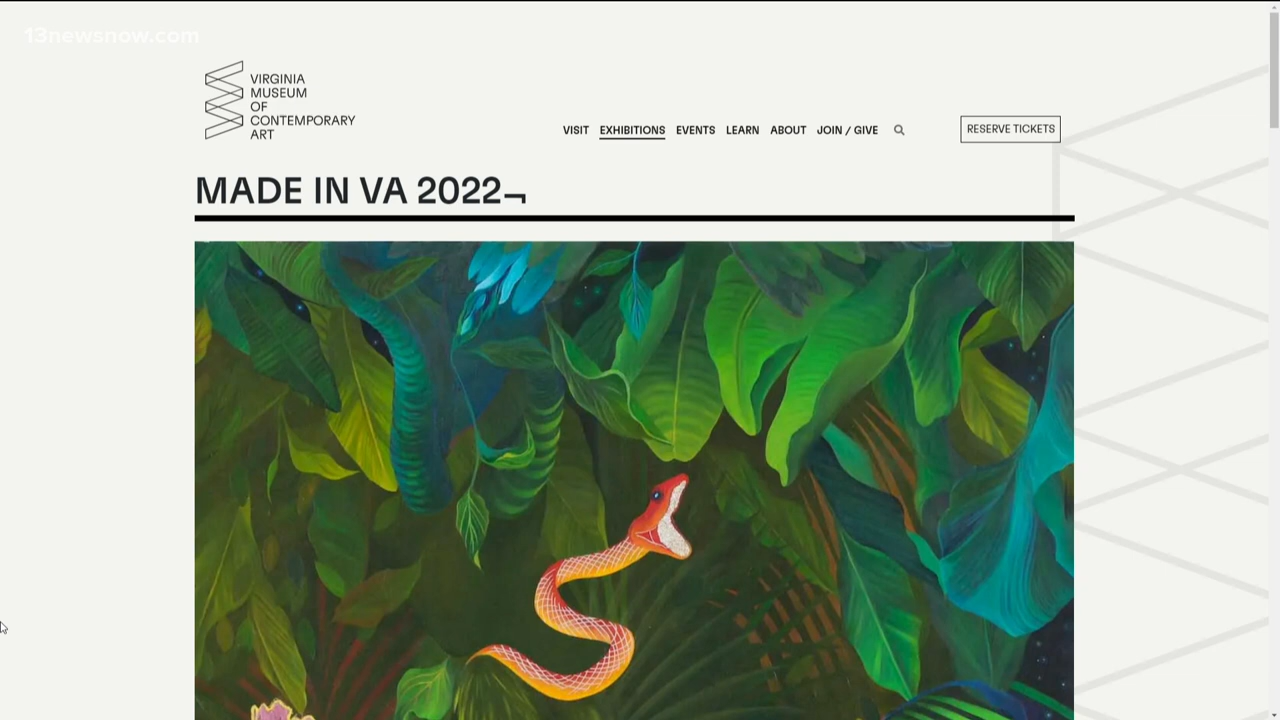 13newsnow.com
VIRGINIA
MUSEUM
OF
CONTEMPORARY
ART
VISIT EXHIBITIONS EVENTS LEARN ABOUT JOIN / GIVE
RESERVE TICKETS
MADE IN VA 2022¬